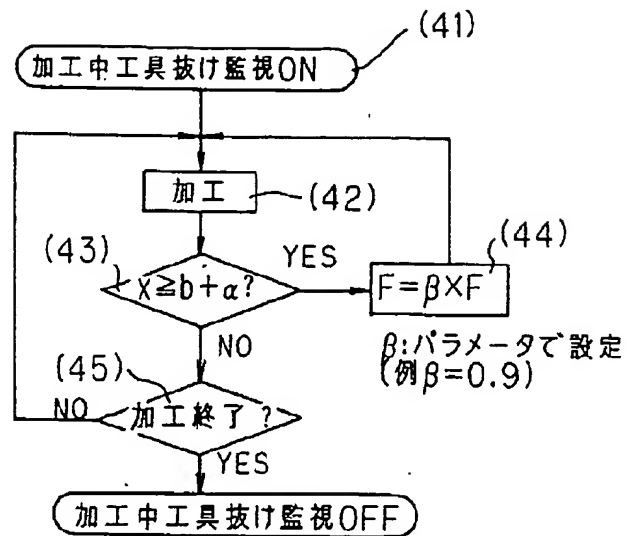 (41)
加工中工具抜け監視ON
加工
(42)
(43)
x≧b+α?
YES
(44)
F=β×F
NO
β:パラメータで設定
(例β=0.9)
(45)
NO
加工終了?
YES
加工中工具抜け監視OFF